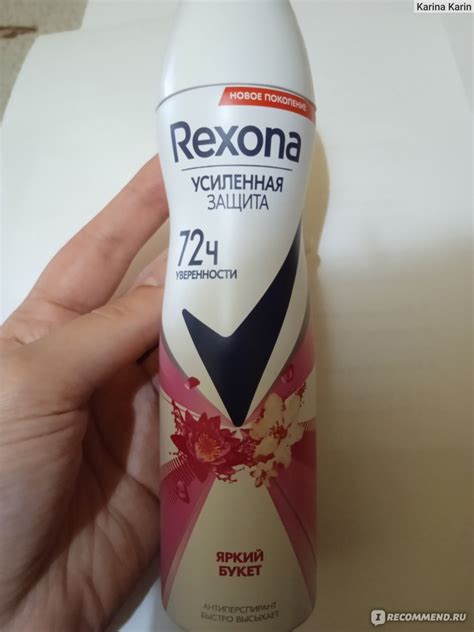 Karina Karin
НОВОЕ ПОКОЛЕНИЕ
Rexona
УСИЛЕННАЯ
ЗАЩИТА
72ч
УВЕРЕННОСТИ
ЯРКИЙ
БУКЕТ
АНТИПЕРСПИРАНТ
БЫСТРО ВЫСЫХАЕТ
I RECOMMEND.RU